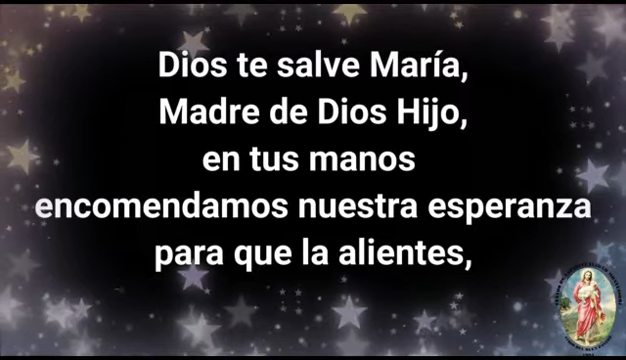 Dios te salve María,
Madre de Dios Hijo,
en tus manos
encomendamos nuestra esperanza
para que la alientes,